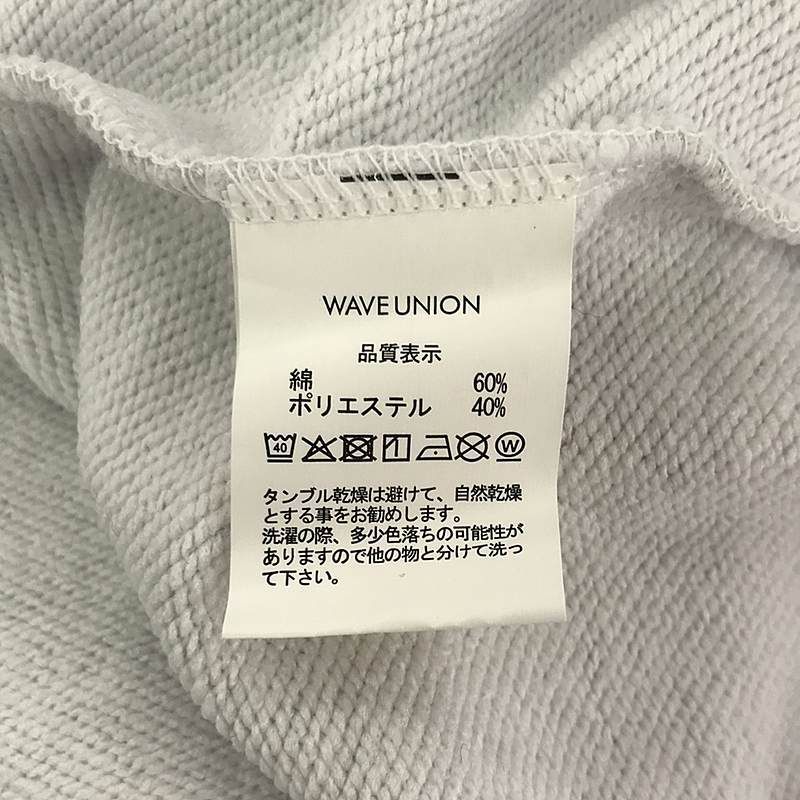 WAVE UNION
品質表示
綿 60%
ポリエステル 40%
40 W
タンブル乾燥は避けて、自然乾燥
とする事をお勧めします。
洗濯の際、多少色落ちの可能性が
ありますので他の物と分けて洗っ
て下さい。